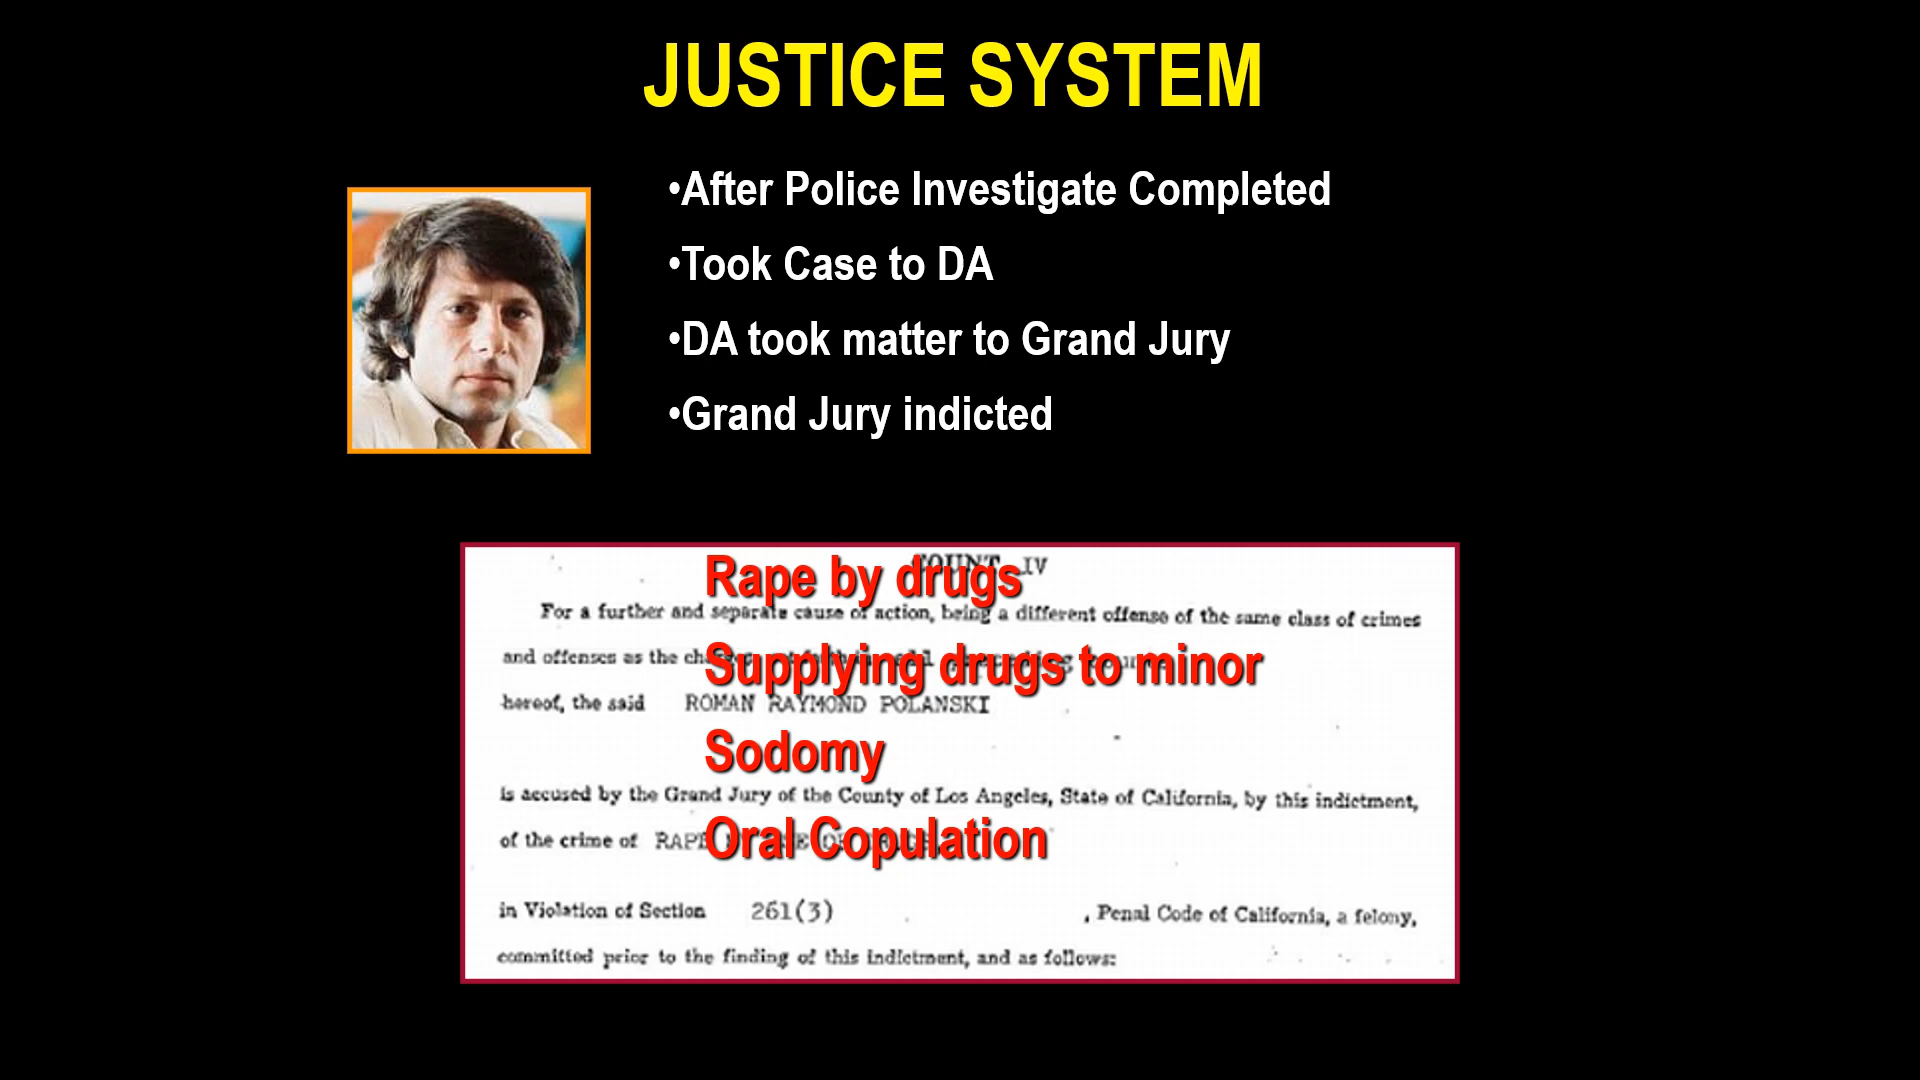 JUSTICE SYSTEM
•After Police Investigate Completed
•Took Case to DA
•DA took matter to Grand Jury
•Grand Jury indicted
COUNT IV
Rape by drugs
For a further and separate cause of action, being a different offense of the same class of crimes
and offenses as the
Supplying drugs to minor
hereof, the said ROMAN RAYMOND POLANSKI
Sodomy
is accused by the Grand Jury of the County of Los Angeles, State of California, by this indictment,
of the crime of
Oral Copulation
in Violation of Section 261(3) , Penal Code of California, a felony,
committed prior to the finding of this indictment, and as follows: